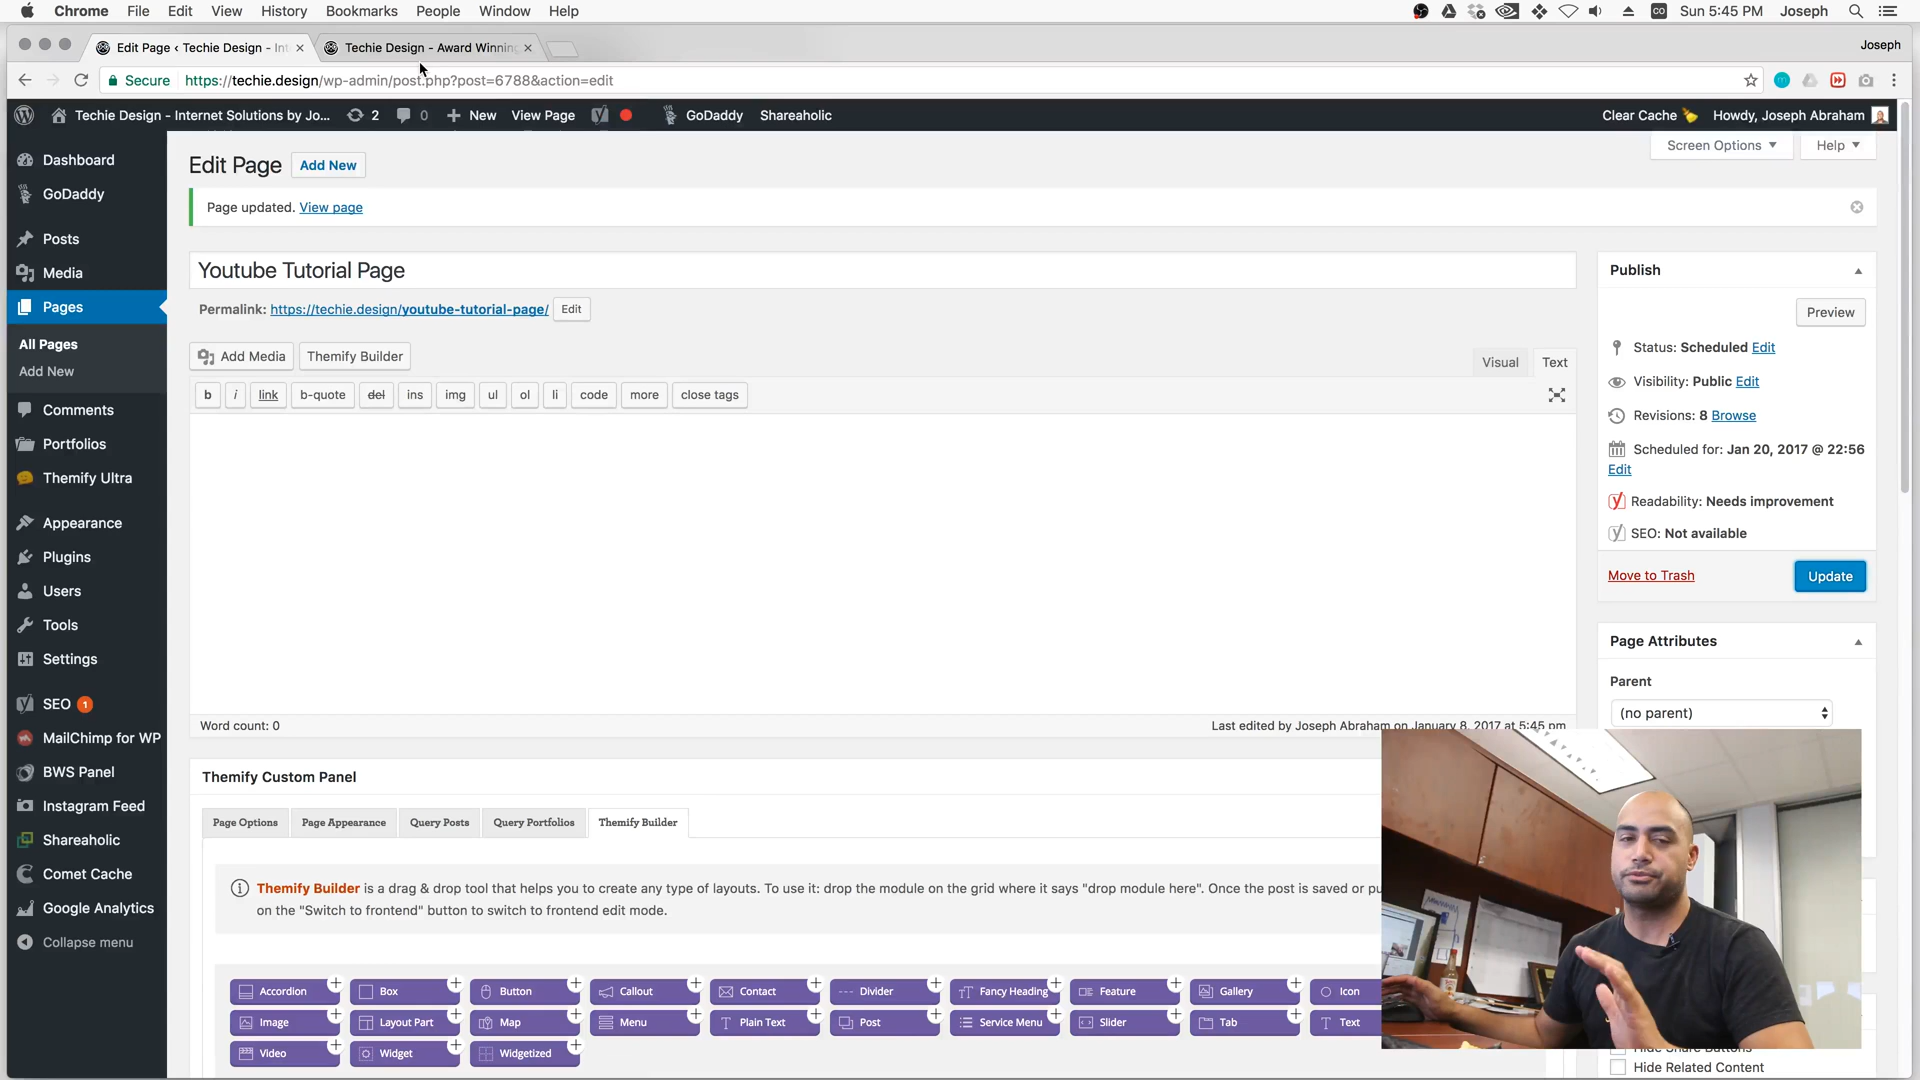 Chrome File Edit View History Bookmarks People Window Help Sun 5:45 PM Joseph
Edit Page ‹ Techie Design - Int Techie Design - Award Winning Joseph
Secure https://techie.design/wp-admin/post.php?post=6788&action=edit
Techie Design - Internet Solutions by Jo... 2 0 New View Page GoDaddy Shareaholic Clear Cache Howdy, Joseph Abraham
Screen Options Help
Dashboard
GoDaddy
Posts
Media
Pages
All Pages
Add New
Comments
Portfolios
Themify Ultra
Appearance
Plugins
Users
Tools
Settings
SEO 1
MailChimp for WP
BWS Panel
Instagram Feed
Shareaholic
Comet Cache
Google Analytics
Collapse menu
Edit Page Add New
Page updated. View page
Youtube Tutorial Page
Permalink: https://techie.design/youtube-tutorial-page/ Edit
Add Media Themify Builder Visual Text
b i link b-quote del ins img ul ol li code more close tags
Word count: 0 Last edited by Joseph Abraham on January 8, 2017 at 5:45 pm
Publish
Preview
Status: Scheduled Edit
Visibility: Public Edit
Revisions: 8 Browse
Scheduled for: Jan 20, 2017 @ 22:56
Edit
Readability: Needs improvement
SEO: Not available
Move to Trash Update
Page Attributes
Parent
(no parent)
Themify Custom Panel
Page Options Page Appearance Query Posts Query Portfolios Themify Builder
Themify Builder is a drag & drop tool that helps you to create any type of layouts. To use it: drop the module on the grid where it says "drop module here". Once the post is saved or pu
on the "Switch to frontend" button to switch to frontend edit mode.
Accordion Box Button Callout Contact Divider Fancy Heading Feature Gallery Icon
Image Layout Part Map Menu Plain Text Post Service Menu Slider Tab Text
Video Widget Widgetized
Hide Share Buttons
Hide Related Content